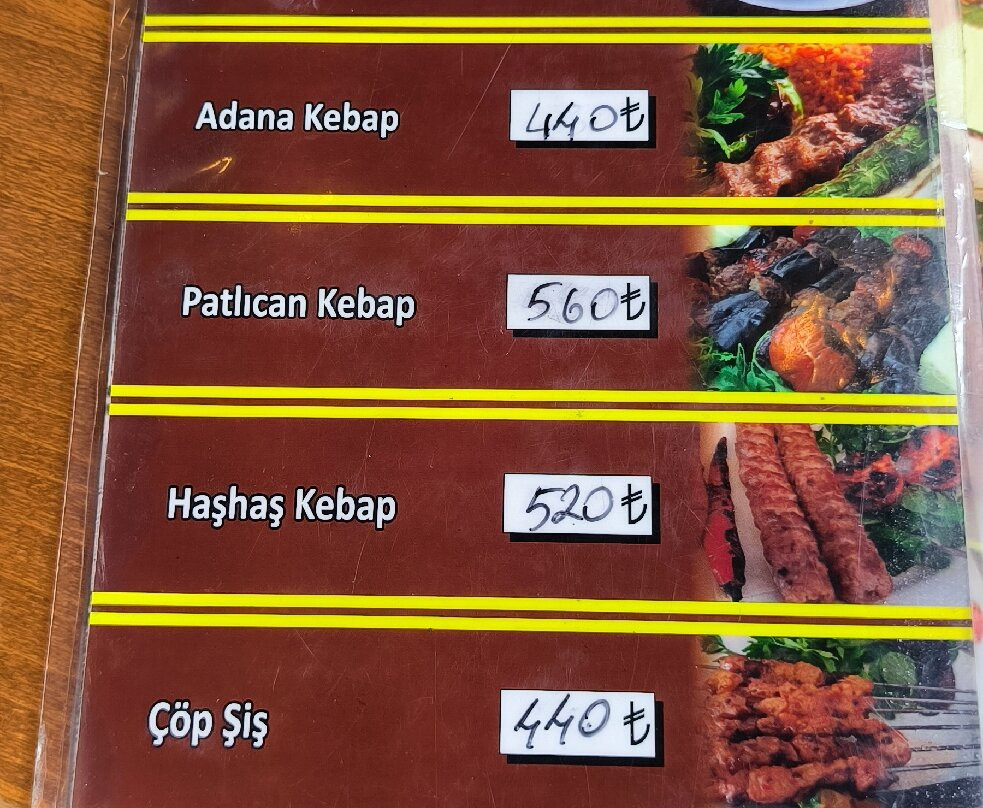 Adana Kebap 440₺
Patlıcan Kebap 560₺
Haşhaş Kebap 520₺
Çöp Şiş 440₺